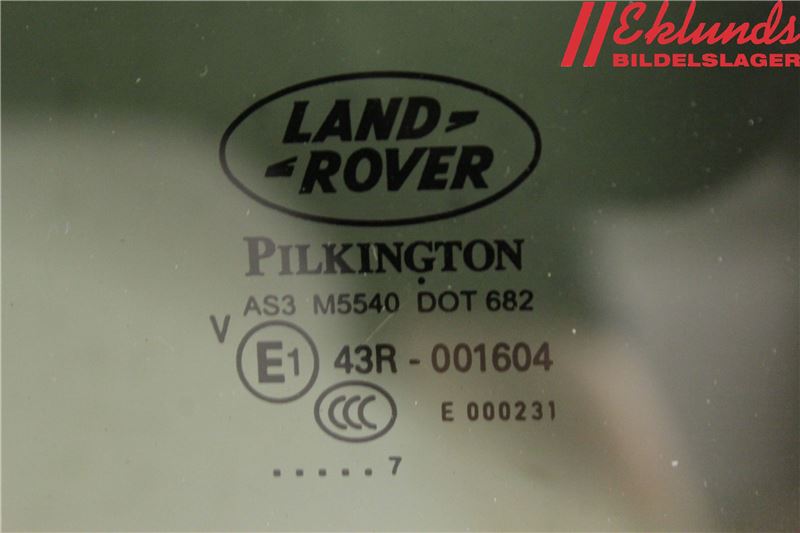 Eklunds
BILDELSLAGER
LAND
ROVER
PILKINGTON
AS3 M5540 DOT 682
V
E1 43R - 001604
CCC E 000231
. . . . . 7